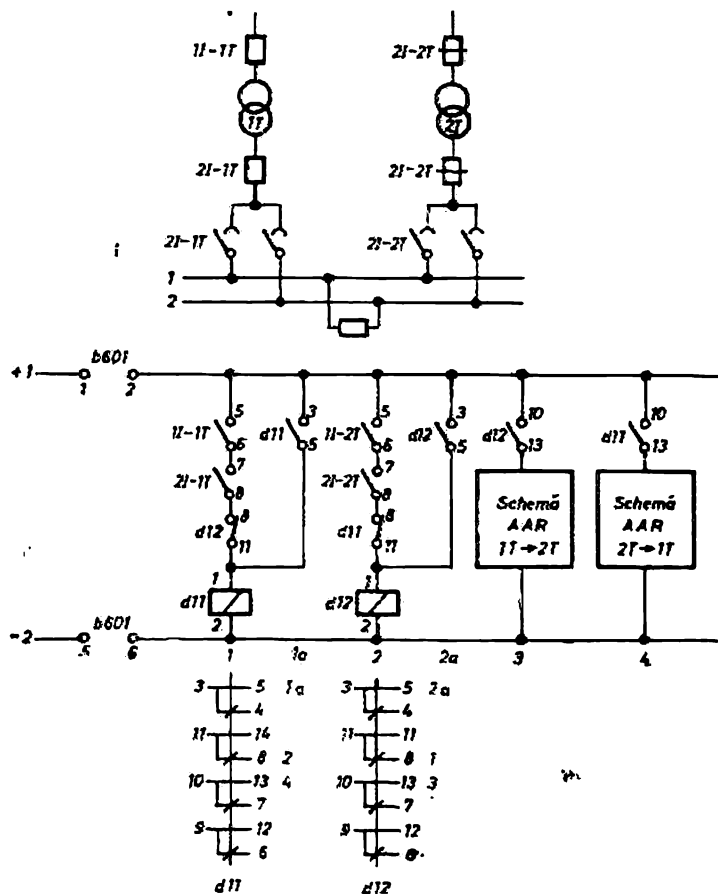 1I-1T 2I-2T
1T 2T
2I-1T 2I-2T
2I-1T 2I-2T
1
2
+1 b601
1 2
5 3 5 3 10 10
1I-1T 6 d11 5 1I-2T 6 d12 5 d12 13 d11 13
7 7
2I-1T 8 2I-2T 8
8 8
d12 11 d11 11
Schemă AAR 1T→2T
Schemă AAR 2T→1T
1 1
d11 d12
2 2
-2 b601
5 6 1 1a 2 2a 3 4
3 5 1a 3 5 2a
4 4
11 14 11 11
8 2 8 1
10 13 4 10 13 3
7 7
9 12 9 12
6
d11 d12